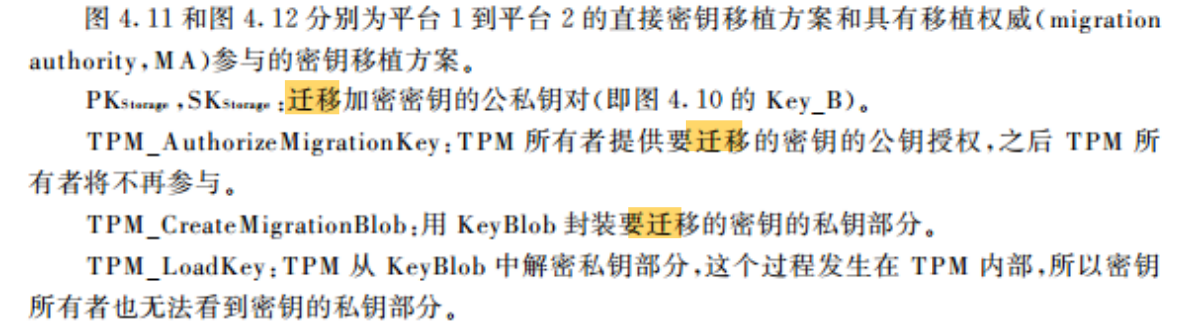 图 4.11 和图 4.12 分别为平台 1 到平台 2 的直接密钥移植方案和具有移植权威(migration
authority,MA)参与的密钥移植方案。
PKStorage,SKStorage:迁移加密密钥的公私钥对(即图 4.10 的 Key_B)。
TPM_AuthorizeMigrationKey:TPM 所有者提供要迁移的密钥的公钥授权,之后 TPM 所
有者将不再参与。
TPM_CreateMigrationBlob:用 KeyBlob 封装要迁移的密钥的私钥部分。
TPM_LoadKey:TPM 从 KeyBlob 中解密私钥部分,这个过程发生在 TPM 内部,所以密钥
所有者也无法看到密钥的私钥部分。